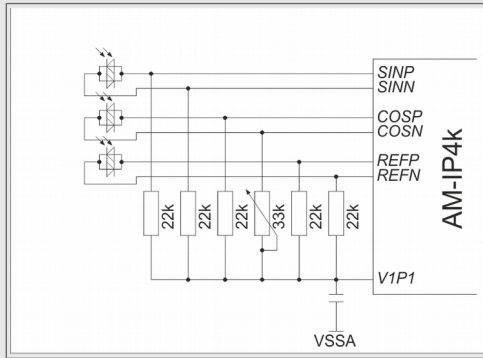 SINP
SINN
COSP
COSN
REFP
REFN
AM-IP4k
22k
22k
22k
33k
22k
22k
V1P1
VSSA